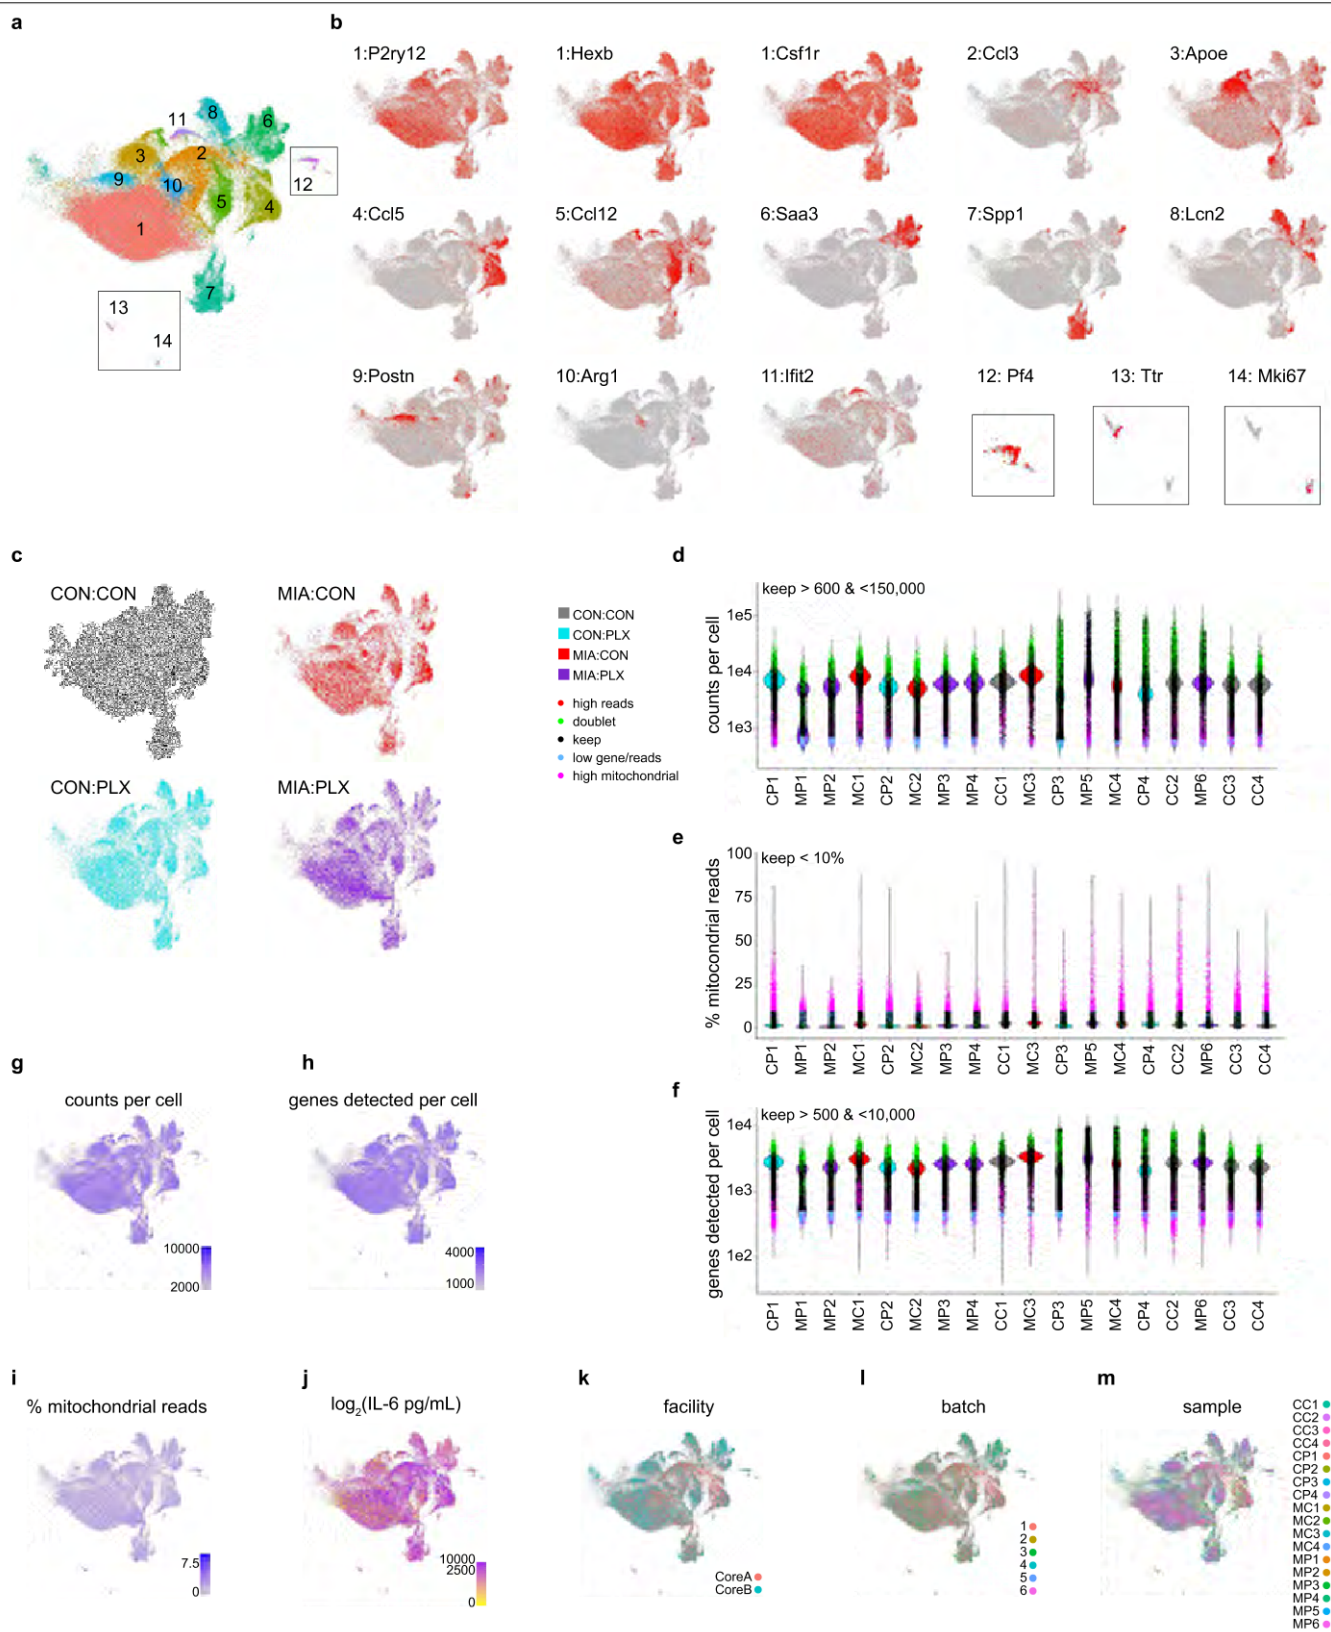 a
1
2
3
4
5
6
7
8
9
10
11
12
13
14
b
1:P2ry12
1:Hexb
1:Csf1r
2:Ccl3
3:Apoe
4:Ccl5
5:Ccl12
6:Saa3
7:Spp1
8:Lcn2
9:Postn
10:Arg1
11:Ifit2
12: Pf4
13: Ttr
14: Mki67
c
CON:CON
MIA:CON
CON:PLX
MIA:PLX
CON:CON
CON:PLX
MIA:CON
MIA:PLX
high reads
doublet
keep
low gene/reads
high mitochondrial
d
keep > 600 & <150,000
counts per cell
1e5
1e4
1e3
CP1 MP1 MP2 MC1 CP2 MC2 MP3 MP4 CC1 MC3 CP3 MP5 MC4 CP4 CC2 MP6 CC3 CC4
e
keep < 10%
% mitocondrial reads
100
75
50
25
0
CP1 MP1 MP2 MC1 CP2 MC2 MP3 MP4 CC1 MC3 CP3 MP5 MC4 CP4 CC2 MP6 CC3 CC4
f
keep > 500 & <10,000
genes detected per cell
1e4
1e3
1e2
CP1 MP1 MP2 MC1 CP2 MC2 MP3 MP4 CC1 MC3 CP3 MP5 MC4 CP4 CC2 MP6 CC3 CC4
g
counts per cell
10000
2000
h
genes detected per cell
4000
1000
i
% mitochondrial reads
7.5
0
j
log2(IL-6 pg/mL)
10000
2500
0
k
facility
CoreA
CoreB
l
batch
1
2
3
4
5
6
m
sample
CC1
CC2
CC3
CC4
CP1
CP2
CP3
CP4
MC1
MC2
MC3
MC4
MP1
MP2
MP3
MP4
MP5
MP6